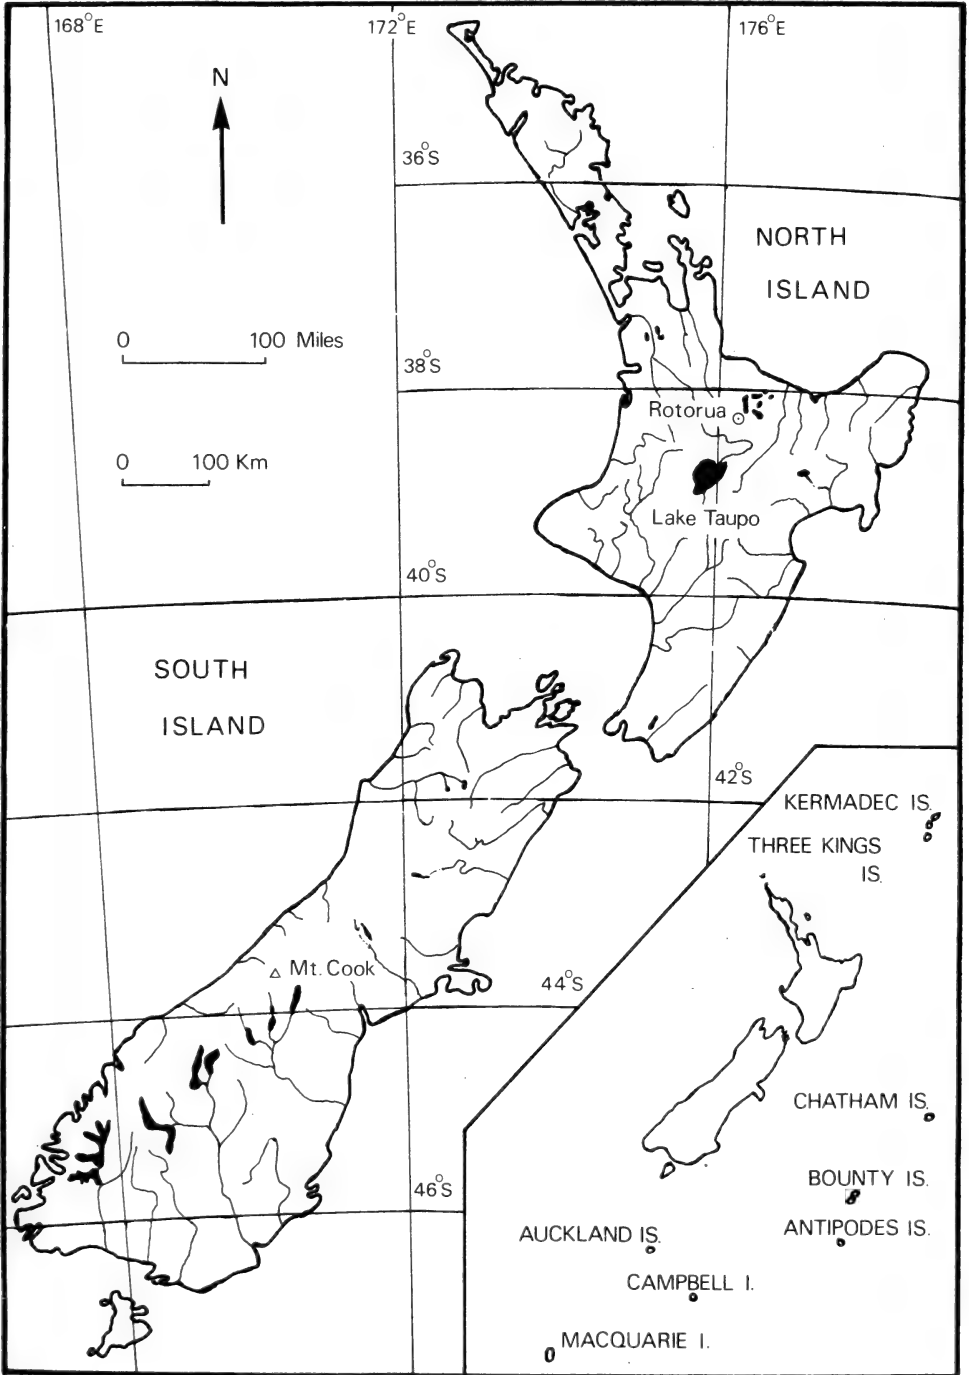 168°E
172°E
176°E
N
36°S
NORTH
ISLAND
0 100 Miles
38°S
Rotorua
0 100 Km
Lake Taupo
40°S
SOUTH
ISLAND
42°S
KERMADEC IS.
THREE KINGS
IS.
Mt. Cook
44°S
CHATHAM IS.
BOUNTY IS.
46°S
ANTIPODES IS.
AUCKLAND IS.
CAMPBELL I.
MACQUARIE I.